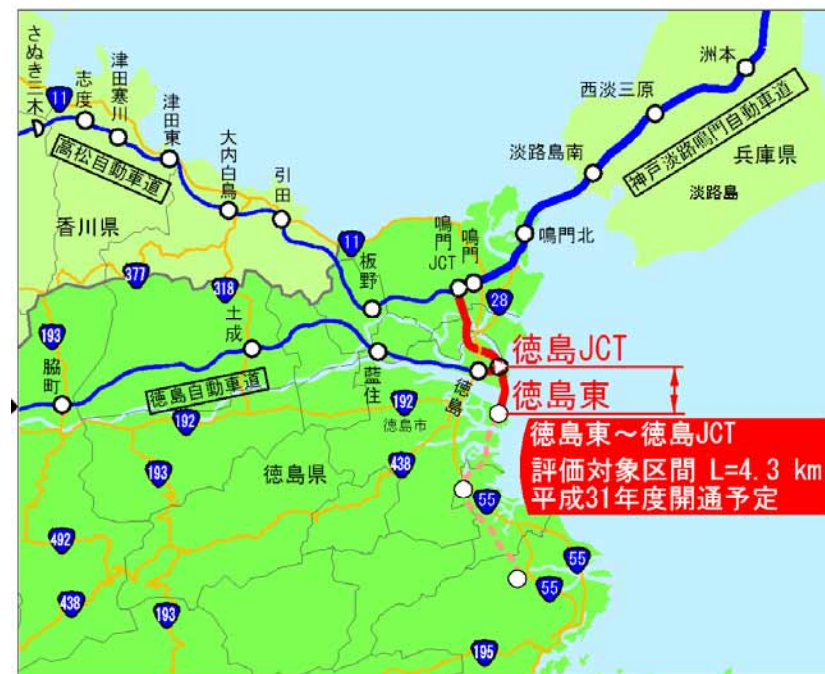 さぬき三木
志度
津田寒川
津田東
大内白鳥
引田
板野
鳴門JCT
鳴門
鳴門北
淡路島南
西淡三原
洲本
神戸淡路鳴門自動車道
兵庫県
淡路島
11
高松自動車道
香川県
11
377
318
28
193
土成
脇町
徳島自動車道
藍住
徳島
徳島JCT
徳島東
192
192
徳島市
徳島東～徳島JCT
評価対象区間 L=4.3 km
平成31年度開通予定
193
徳島県
438
55
492
438
193
55
55
195